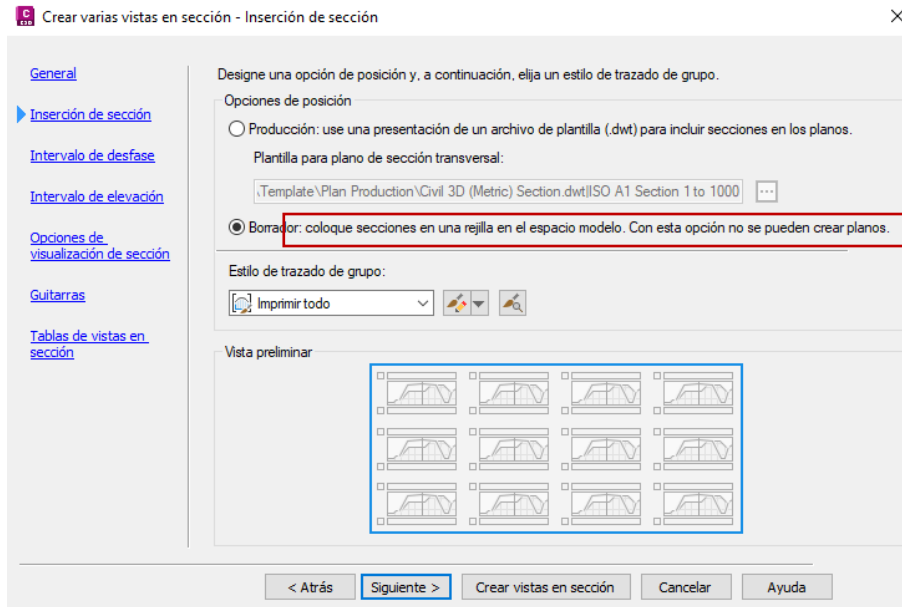 Crear varias vistas en sección - Inserción de sección
General
Inserción de sección
Intervalo de desfase
Intervalo de elevación
Opciones de
visualización de sección
Guitarras
Tablas de vistas en
sección
Designe una opción de posición y, a continuación, elija un estilo de trazado de grupo.
Opciones de posición
Producción: use una presentación de un archivo de plantilla (.dwt) para incluir secciones en los planos.
Plantilla para plano de sección transversal:
.Template\Plan Production\Civil 3D (Metric) Section.dwt|ISO A1 Section 1 to 1000
...
Borrador: coloque secciones en una rejilla en el espacio modelo. Con esta opción no se pueden crear planos.
Estilo de trazado de grupo:
Imprimir todo
Vista preliminar
< Atrás
Siguiente >
Crear vistas en sección
Cancelar
Ayuda